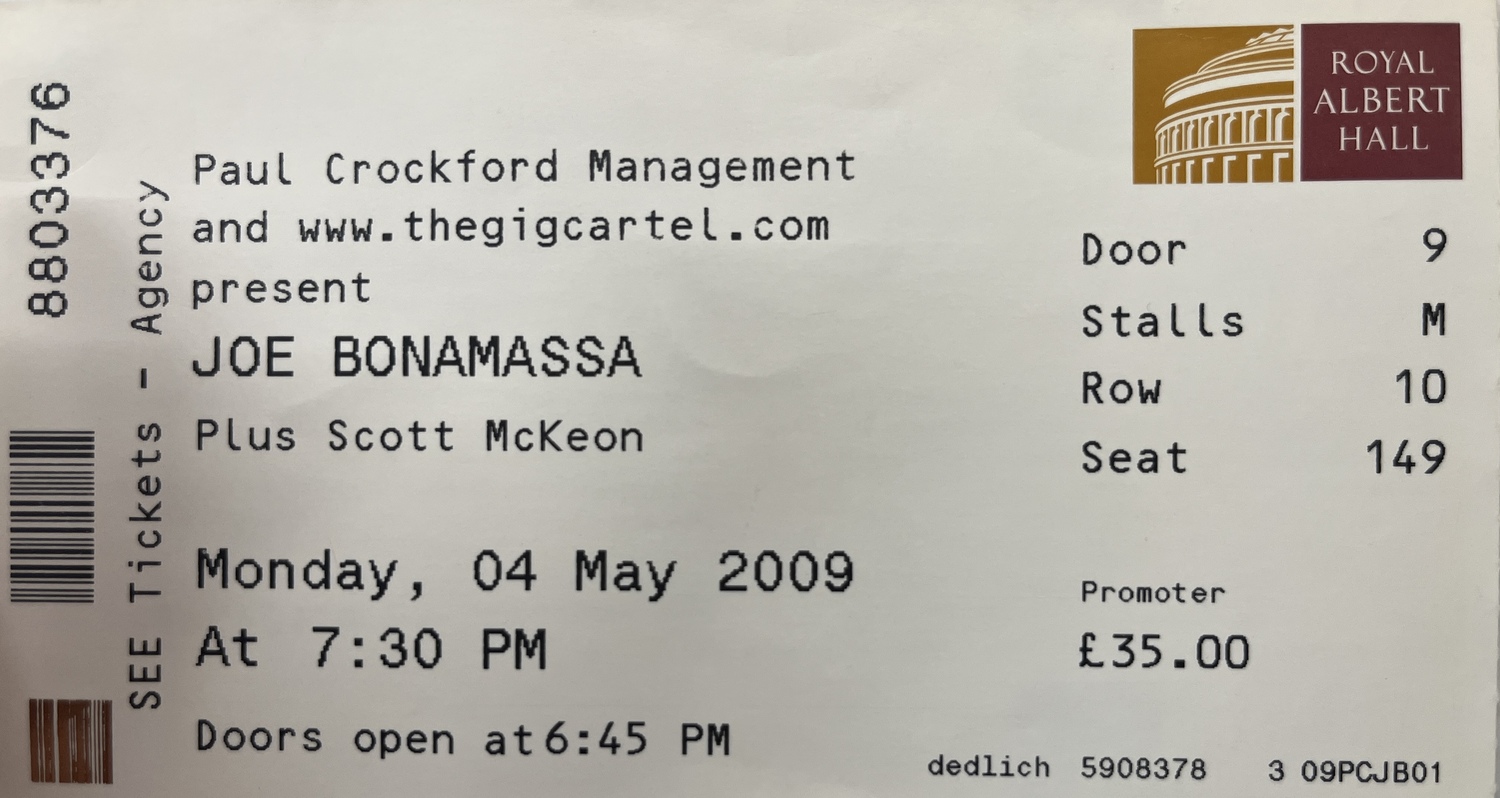 8803376
SEE Tickets - Agency
Paul Crockford Management
and www.thegigcartel.com
present
JOE BONAMASSA
Plus Scott McKeon
Monday, 04 May 2009
At 7:30 PM
Doors open at 6:45 PM
ROYAL
ALBERT
HALL
Door 9
Stalls M
Row 10
Seat 149
Promoter
£35.00
dedlich 5908378 3 09PCJB01